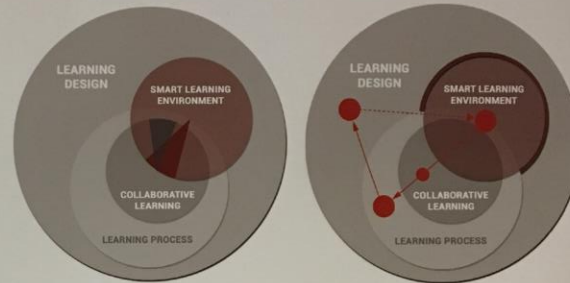 LEARNING
DESIGN
SMART LEARNING
ENVIRONMENT
COLLABORATIVE
LEARNING
LEARNING PROCESS
LEARNING
DESIGN
SMART LEARNING
ENVIRONMENT
COLLABORATIVE
LEARNING
LEARNING PROCESS